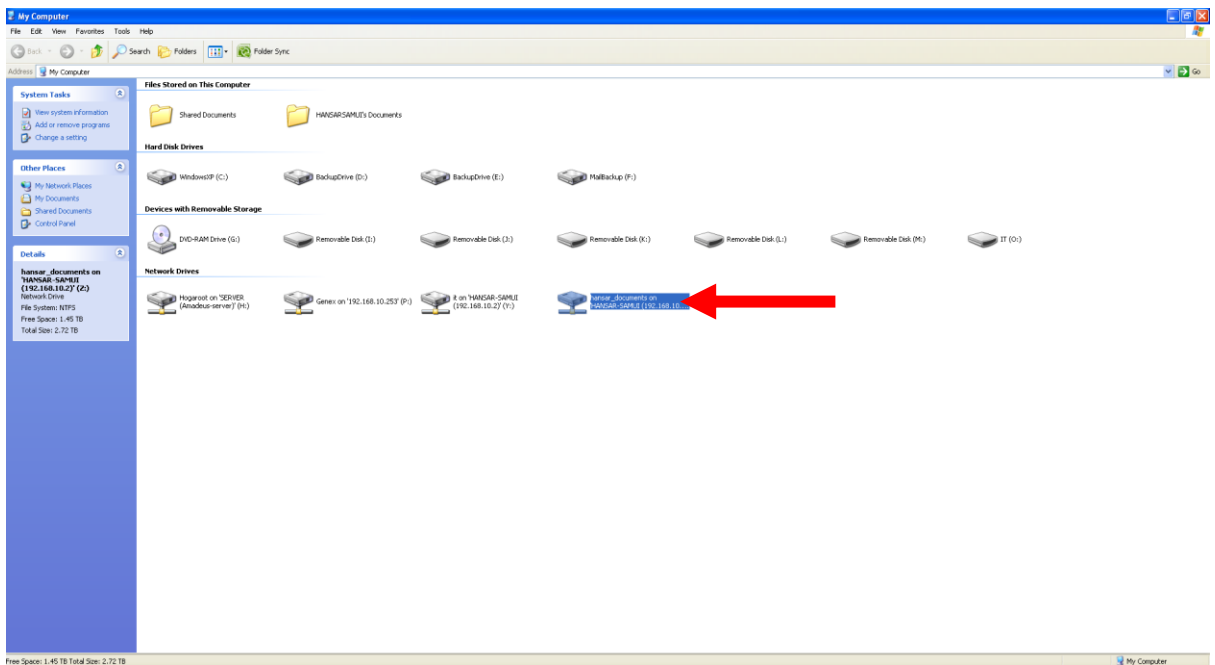 My Computer
File Edit View Favorites Tools Help
Back Search Folders Folder Sync
Address My Computer Go
System Tasks
View system information
Add or remove programs
Change a setting
Other Places
My Network Places
My Documents
Shared Documents
Control Panel
Details
hansar_documents on
'HANSAR-SAMUI
(192.168.10.2)' (Z:)
Network Drive
File System: NTFS
Free Space: 1.45 TB
Total Size: 2.72 TB
Files Stored on This Computer
Shared Documents HANSARSAMUI's Documents
Hard Disk Drives
WindowsXP (C:) BackupDrive (D:) BackupDrive (E:) MailBackup (F:)
Devices with Removable Storage
DVD-RAM Drive (G:) Removable Disk (I:) Removable Disk (J:) Removable Disk (K:) Removable Disk (L:) Removable Disk (M:) IT (O:)
Network Drives
Hogaroot on 'SERVER
(Amadeus-server)' (H:)
Genex on '192.168.10.253' (P:)
it on 'HANSAR-SAMUI
(192.168.10.2)' (Y:)
hansar_documents on
'HANSAR-SAMUI (192.168.10....
Free Space: 1.45 TB Total Size: 2.72 TB My Computer